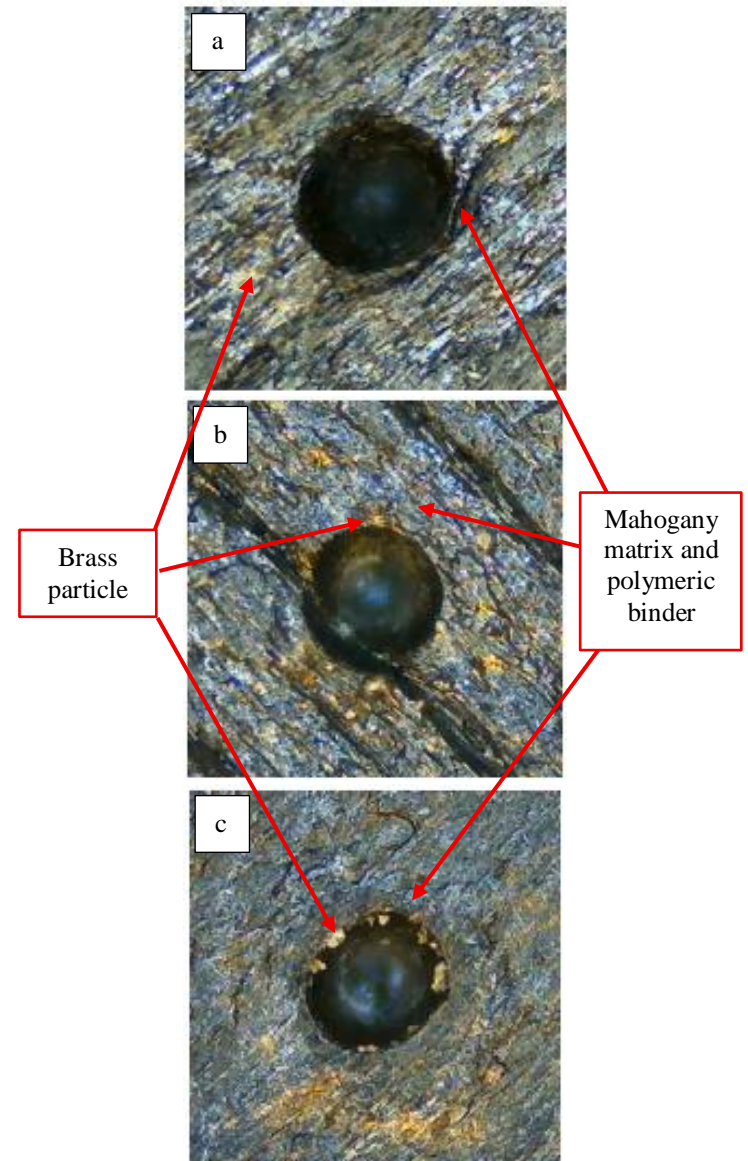 a
b
Brass
particle
Mahogany
matrix and
polymeric
binder
c